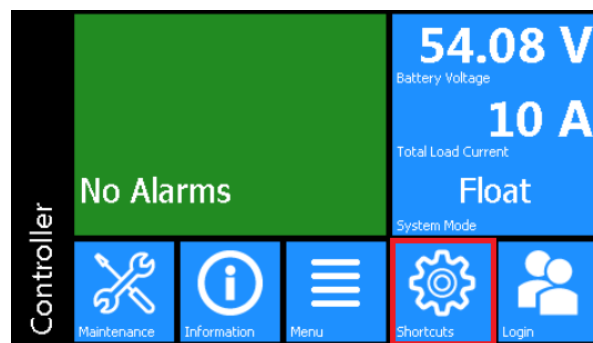 Controller
No Alarms
54.08 V
Battery Voltage
10 A
Total Load Current
Float
System Mode
Maintenance
Information
Menu
Shortcuts
Login